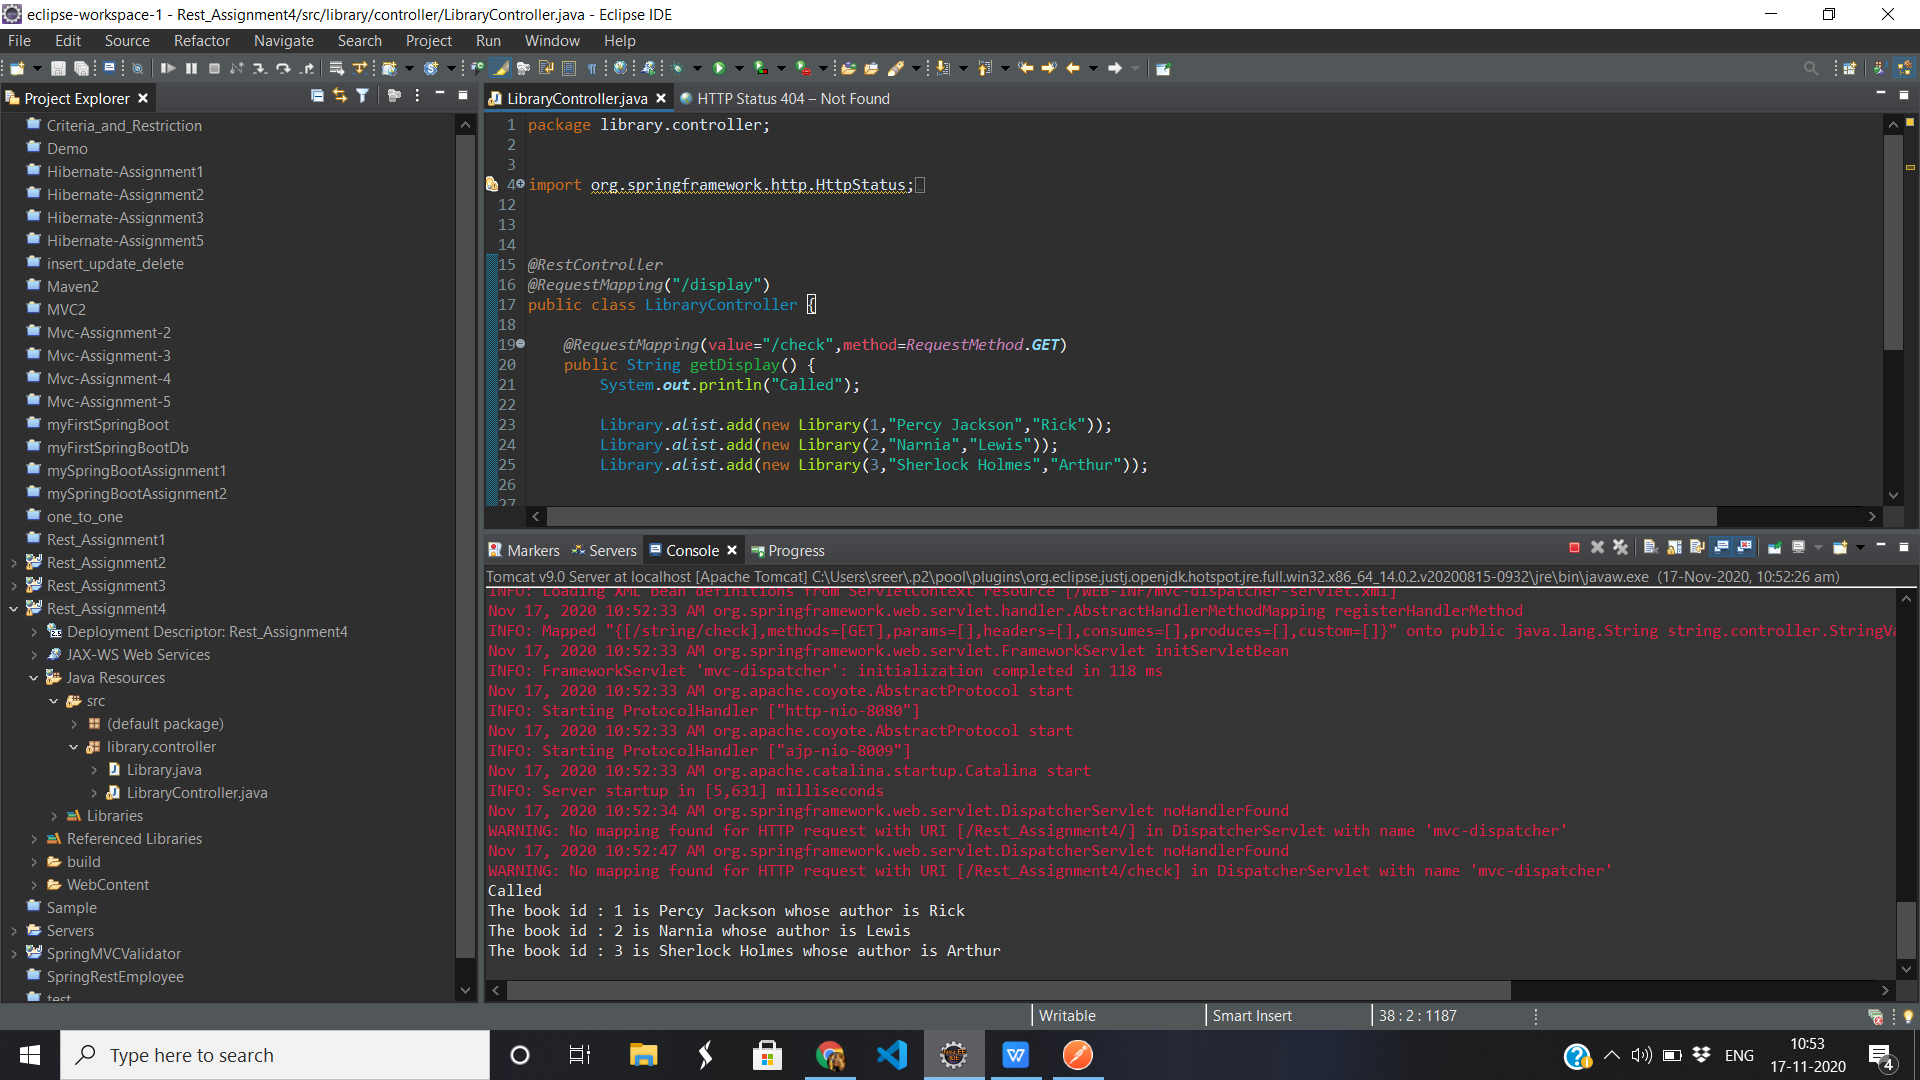 eclipse-workspace-1 - Rest_Assignment4/src/library/controller/LibraryController.java - Eclipse IDE
File Edit Source Refactor Navigate Search Project Run Window Help
Project Explorer
Criteria_and_Restriction
Demo
Hibernate-Assignment1
Hibernate-Assignment2
Hibernate-Assignment3
Hibernate-Assignment5
insert_update_delete
Maven2
MVC2
Mvc-Assignment-2
Mvc-Assignment-3
Mvc-Assignment-4
Mvc-Assignment-5
myFirstSpringBoot
myFirstSpringBootDb
mySpringBootAssignment1
mySpringBootAssignment2
one_to_one
Rest_Assignment1
Rest_Assignment2
Rest_Assignment3
Rest_Assignment4
Deployment Descriptor: Rest_Assignment4
JAX-WS Web Services
Java Resources
src
(default package)
library.controller
Library.java
LibraryController.java
Libraries
Referenced Libraries
build
WebContent
Sample
Servers
SpringMVCValidator
SpringRestEmployee
test
LibraryController.java HTTP Status 404 – Not Found
1 package library.controller;
2
3
4 import org.springframework.http.HttpStatus;
12
13
14
15 @RestController
16 @RequestMapping("/display")
17 public class LibraryController {
18
19 @RequestMapping(value="/check",method=RequestMethod.GET)
20 public String getDisplay() {
21 System.out.println("Called");
22
23 Library.alist.add(new Library(1,"Percy Jackson","Rick"));
24 Library.alist.add(new Library(2,"Narnia","Lewis"));
25 Library.alist.add(new Library(3,"Sherlock Holmes","Arthur"));
26
27
Markers Servers Console Progress
Tomcat v9.0 Server at localhost [Apache Tomcat] C:\Users\sreer\.p2\pool\plugins\org.eclipse.justj.openjdk.hotspot.jre.full.win32.x86_64_14.0.2.v20200815-0932\jre\bin\javaw.exe (17-Nov-2020, 10:52:26 am)
INFO: Loading XML bean definitions from ServletContext resource [/WEB-INF/mvc-dispatcher-servlet.xml]
Nov 17, 2020 10:52:33 AM org.springframework.web.servlet.handler.AbstractHandlerMethodMapping registerHandlerMethod
INFO: Mapped "{[/string/check],methods=[GET],params=[],headers=[],consumes=[],produces=[],custom=[]}" onto public java.lang.String string.controller.StringVa
Nov 17, 2020 10:52:33 AM org.springframework.web.servlet.FrameworkServlet initServletBean
INFO: FrameworkServlet 'mvc-dispatcher': initialization completed in 118 ms
Nov 17, 2020 10:52:33 AM org.apache.coyote.AbstractProtocol start
INFO: Starting ProtocolHandler ["http-nio-8080"]
Nov 17, 2020 10:52:33 AM org.apache.coyote.AbstractProtocol start
INFO: Starting ProtocolHandler ["ajp-nio-8009"]
Nov 17, 2020 10:52:33 AM org.apache.catalina.startup.Catalina start
INFO: Server startup in [5,631] milliseconds
Nov 17, 2020 10:52:34 AM org.springframework.web.servlet.DispatcherServlet noHandlerFound
WARNING: No mapping found for HTTP request with URI [/Rest_Assignment4/] in DispatcherServlet with name 'mvc-dispatcher'
Nov 17, 2020 10:52:47 AM org.springframework.web.servlet.DispatcherServlet noHandlerFound
WARNING: No mapping found for HTTP request with URI [/Rest_Assignment4/check] in DispatcherServlet with name 'mvc-dispatcher'
Called
The book id : 1 is Percy Jackson whose author is Rick
The book id : 2 is Narnia whose author is Lewis
The book id : 3 is Sherlock Holmes whose author is Arthur
Writable Smart Insert 38 : 2 : 1187
Type here to search
ENG
10:53
17-11-2020
4